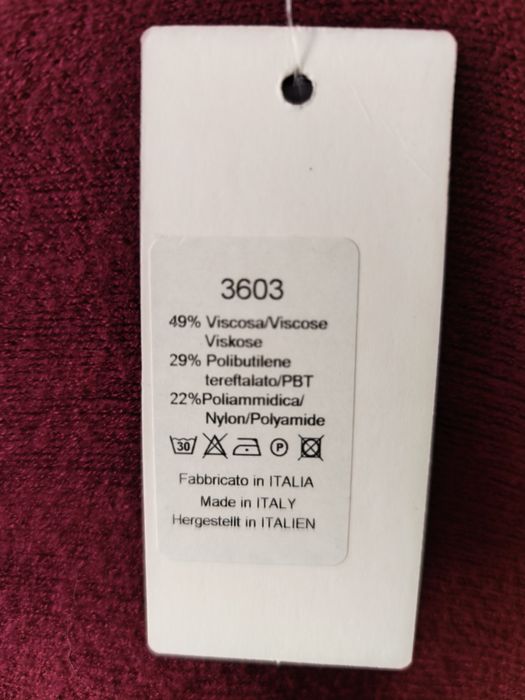 3603
49% Viscosa/Viscose
Viskose
29% Polibutilene
tereftalato/PBT
22%Poliammidica/
Nylon/Polyamide
30 P
Fabbricato in ITALIA
Made in ITALY
Hergestellt in ITALIEN